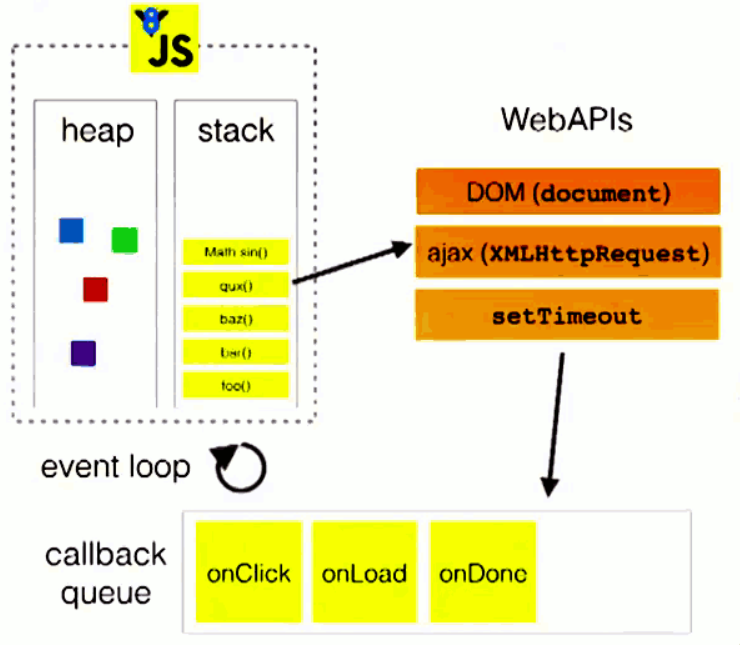 8
JS
heap
stack
WebAPIs
DOM (document)
ajax (XMLHttpRequest)
setTimeout
Math sin()
qux()
baz()
bar()
foo()
event loop
callback
queue
onClick
onLoad
onDone